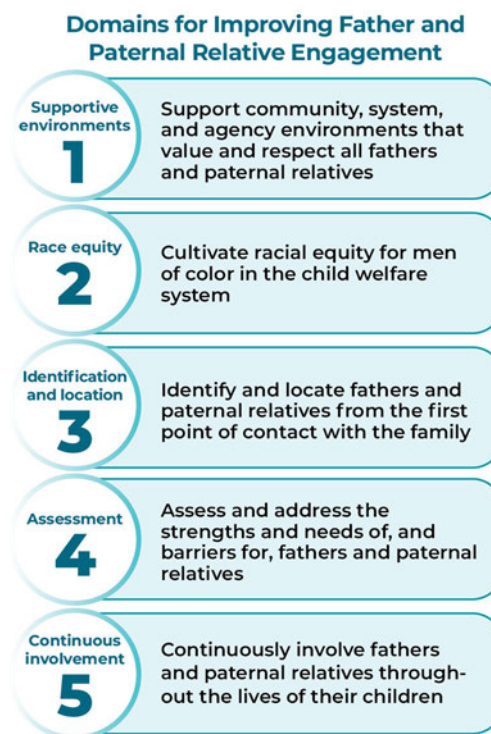 Domains for Improving Father and
Paternal Relative Engagement
Supportive
environments
1
Support community, system,
and agency environments that
value and respect all fathers
and paternal relatives
Race equity
2
Cultivate racial equity for men
of color in the child welfare
system
Identification
and location
3
Identify and locate fathers and
paternal relatives from the first
point of contact with the family
Assessment
4
Assess and address the
strengths and needs of, and
barriers for, fathers and paternal
relatives
Continuous
involvement
5
Continuously involve fathers
and paternal relatives through-
out the lives of their children